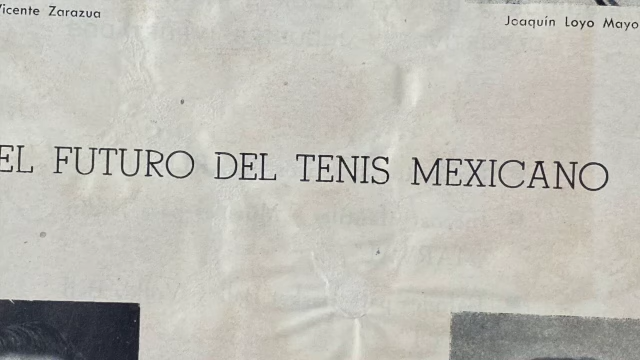 Vicente Zarazua
Joaquín Loyo Mayo
EL FUTURO DEL TENIS MEXICANO